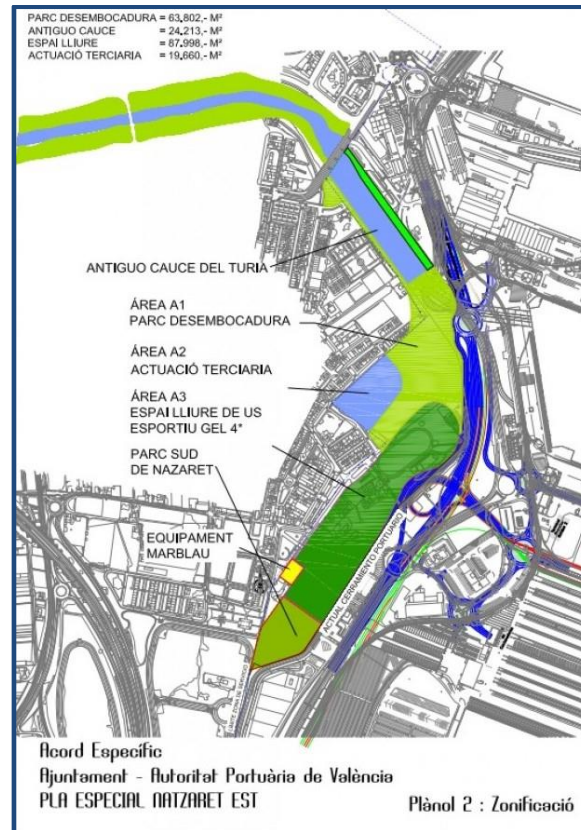 PARC DESEMBOCADURA = 63.802,- M²
ANTIGUO CAUCE = 24.213,- M²
ESPAI LLIURE = 87.998,- M²
ACTUACIÓ TERCIARIA = 19.660,- M²
ANTIGUO CAUCE DEL TURIA
ÁREA A1
PARC DESEMBOCADURA
ÁREA A2
ACTUACIÓ TERCIARIA
ÁREA A3
ESPAI LLIURE DE US
ESPORTIU GEL 4*
PARC SUD
DE NAZARET
EQUIPAMENT
MARBLAU
ACTUAL CERRAMIENTO PORTUARIO
Acord Específic
Ajuntament - Autoritat Portuària de València
PLA ESPECIAL NATZARET EST
Plànol 2 : Zonificació